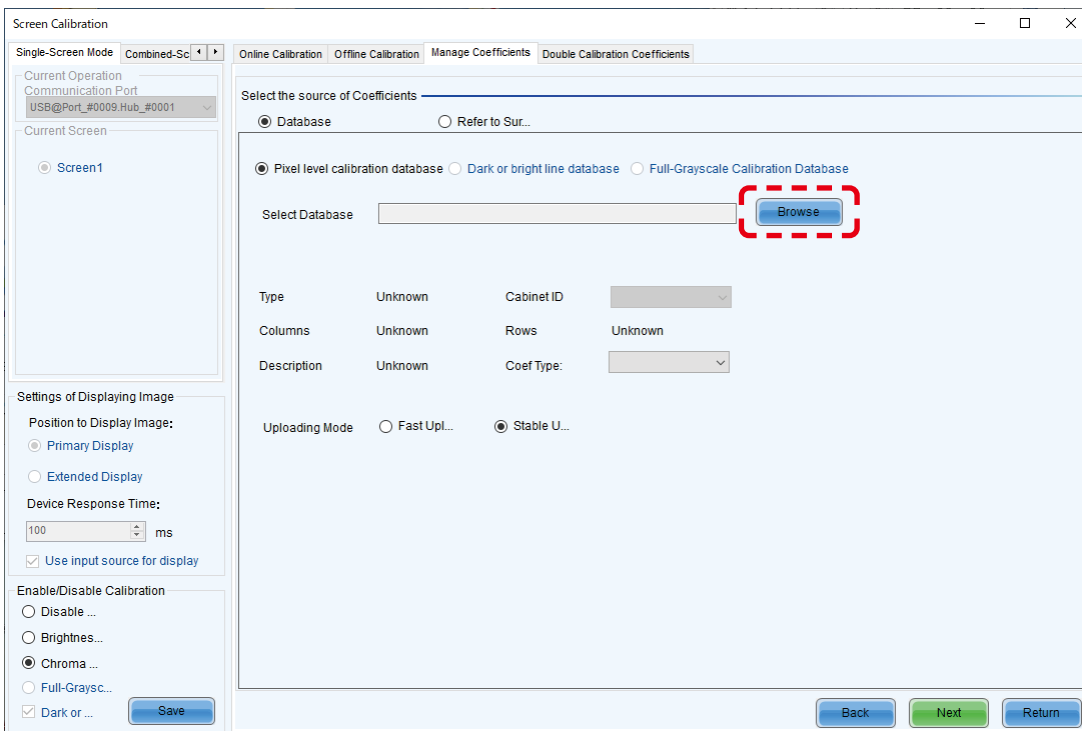 Screen Calibration
Single-Screen Mode Combined-Sc
Current Operation
Communication Port
USB@Port_#0009.Hub_#0001
Current Screen
Screen1
Settings of Displaying Image
Position to Display Image:
Primary Display
Extended Display
Device Response Time:
100 ms
Use input source for display
Enable/Disable Calibration
Disable ...
Brightnes...
Chroma ...
Full-Graysc...
Dark or ... Save
Online Calibration Offline Calibration Manage Coefficients Double Calibration Coefficients
Select the source of Coefficients
Database Refer to Sur...
Pixel level calibration database Dark or bright line database Full-Grayscale Calibration Database
Select Database Browse
Type Unknown Cabinet ID
Columns Unknown Rows Unknown
Description Unknown Coef Type:
Uploading Mode Fast Upl... Stable U...
Back Next Return